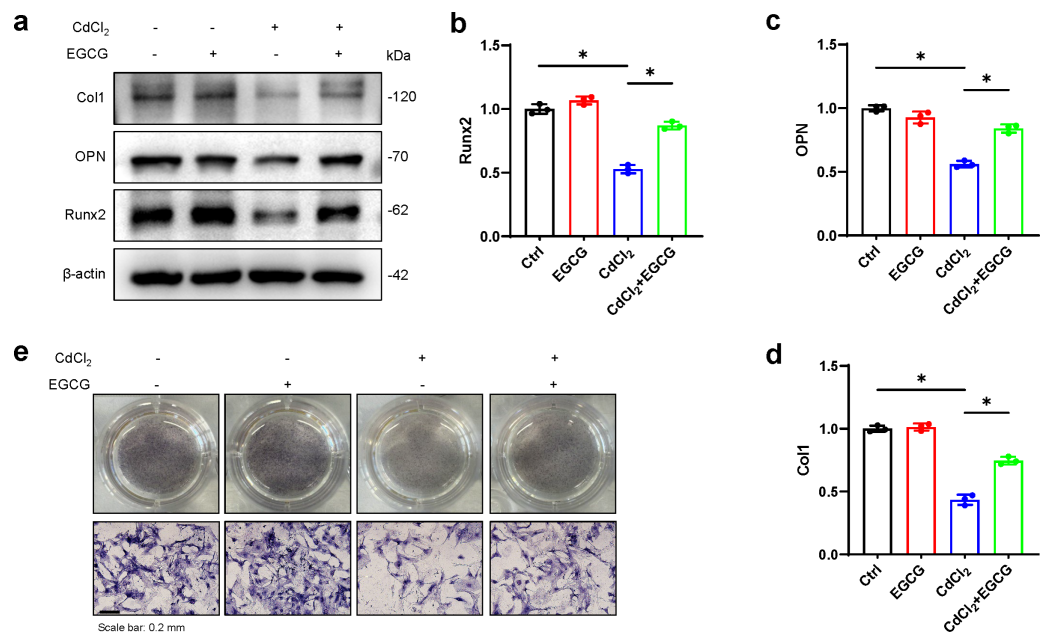 a
CdCl₂ - - + +
EGCG - + - + kDa
Col1 -120
OPN -70
Runx2 -62
β-actin -42
b
Runx2
1.5
1.0
0.5
0.0
* *
Ctrl
EGCG
CdCl₂
CdCl₂+EGCG
c
OPN
1.5
1.0
0.5
0.0
* *
Ctrl
EGCG
CdCl₂
CdCl₂+EGCG
e
CdCl₂ - - + +
EGCG - + - +
Scale bar: 0.2 mm
d
Col1
1.5
1.0
0.5
0.0
* *
Ctrl
EGCG
CdCl₂
CdCl₂+EGCG